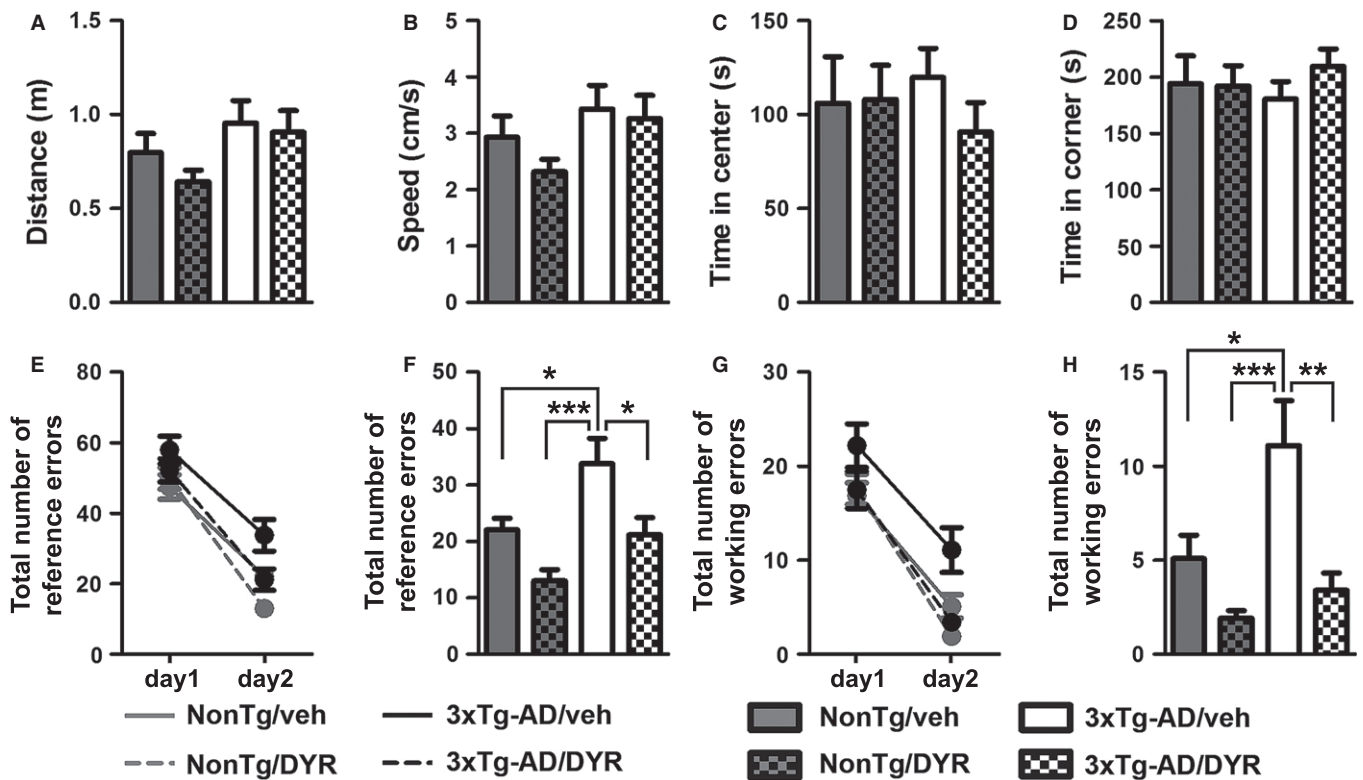 A
Distance (m)
1.5
1.0
0.5
0.0
B
Speed (cm/s)
5
4
3
2
1
0
C
Time in center (s)
150
100
50
0
D
Time in corner (s)
250
200
150
200
50
0
E
Total number of
reference errors
80
60
40
20
0
day1 day2
F
Total number of
reference errors
50
40
30
20
10
0
*
*** *
G
Total number of
working errors
30
20
10
0
day1 day2
H
Total number of
working errors
15
10
5
0
*
*** **
NonTg/veh
3xTg-AD/veh
NonTg/DYR
3xTg-AD/DYR
NonTg/veh
3xTg-AD/veh
NonTg/DYR
3xTg-AD/DYR